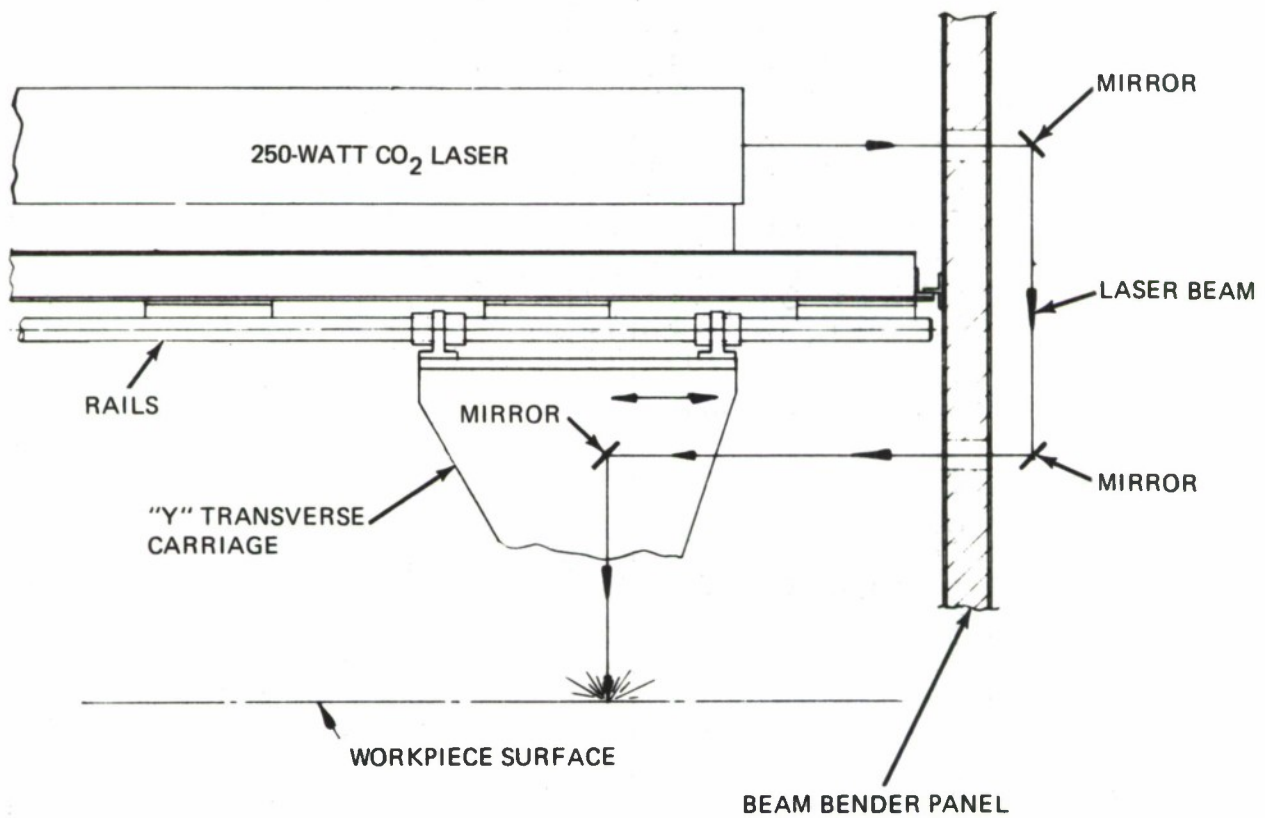 MIRROR
250-WATT CO2 LASER
LASER BEAM
RAILS
MIRROR
MIRROR
"Y" TRANSVERSE
CARRIAGE
WORKPIECE SURFACE
BEAM BENDER PANEL